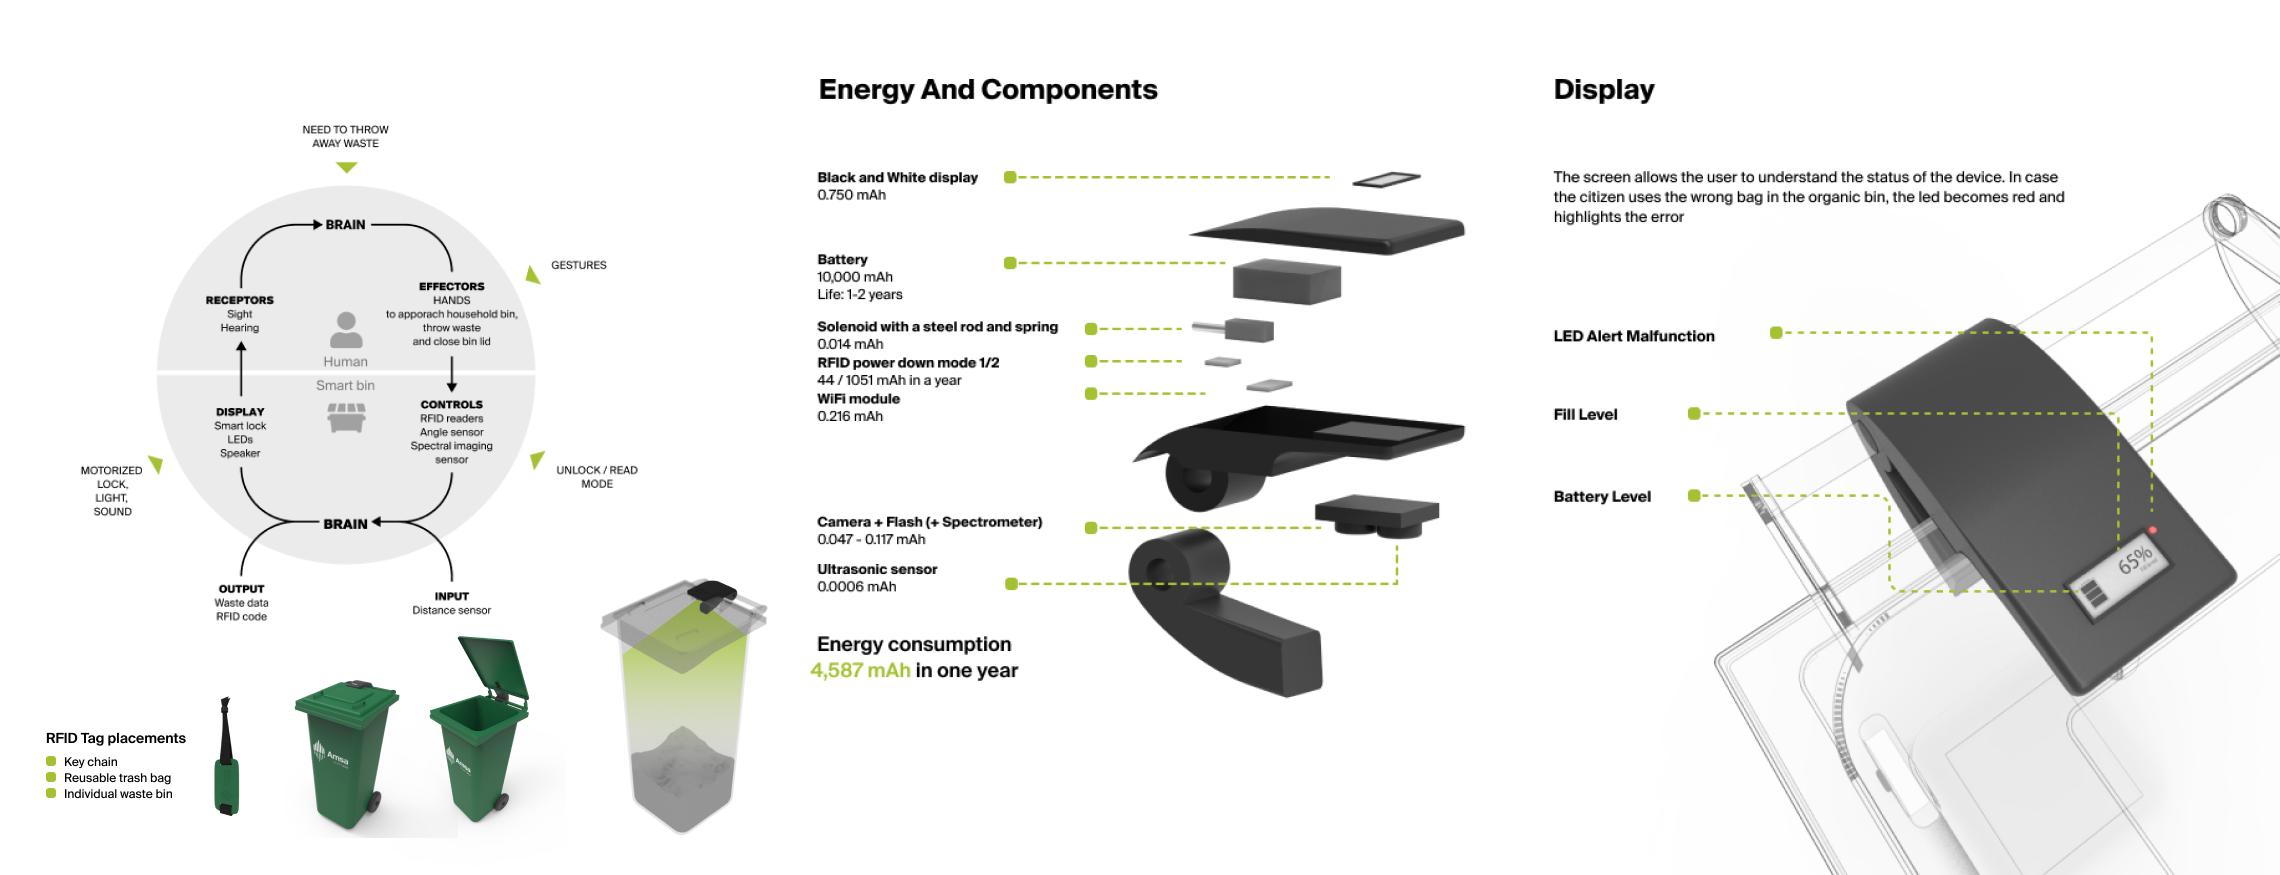 NEED TO THROW
AWAY WASTE
BRAIN
GESTURES
RECEPTORS
Sight
Hearing
EFFECTORS
HANDS
to apporach household bin,
throw waste
and close bin lid
Human
Smart bin
DISPLAY
Smart lock
LEDs
Speaker
CONTROLS
RFID readers
Angle sensor
Spectral imaging
sensor
MOTORIZED
LOCK,
LIGHT,
SOUND
UNLOCK / READ
MODE
BRAIN
OUTPUT
Waste data
RFID code
INPUT
Distance sensor
RFID Tag placements
Key chain
Reusable trash bag
Individual waste bin
Amsa
Amsa
Energy And Components
Black and White display
0.750 mAh
Battery
10,000 mAh
Life: 1-2 years
Solenoid with a steel rod and spring
0.014 mAh
RFID power down mode 1/2
44 / 1051 mAh in a year
WiFi module
0.216 mAh
Camera + Flash (+ Spectrometer)
0.047 - 0.117 mAh
Ultrasonic sensor
0.0006 mAh
Energy consumption
4,587 mAh in one year
Display
The screen allows the user to understand the status of the device. In case
the citizen uses the wrong bag in the organic bin, the led becomes red and
highlights the error
LED Alert Malfunction
Fill Level
Battery Level
65%